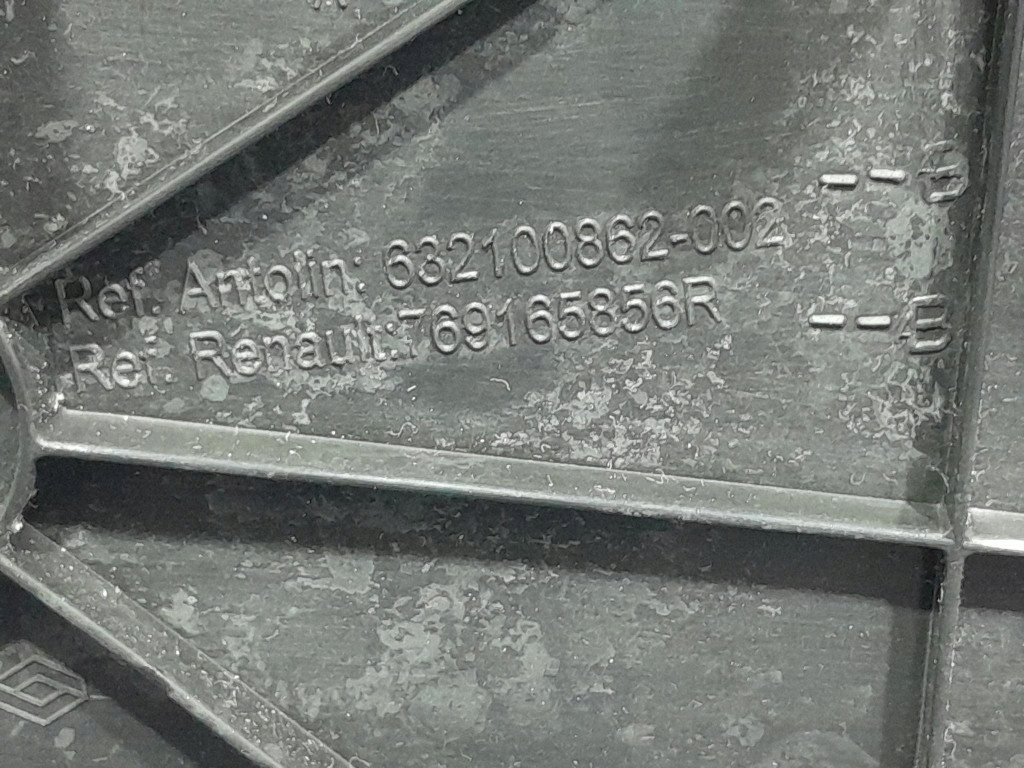 Ref. Antolin: 632100862-002
Ref. Renault:769165856R